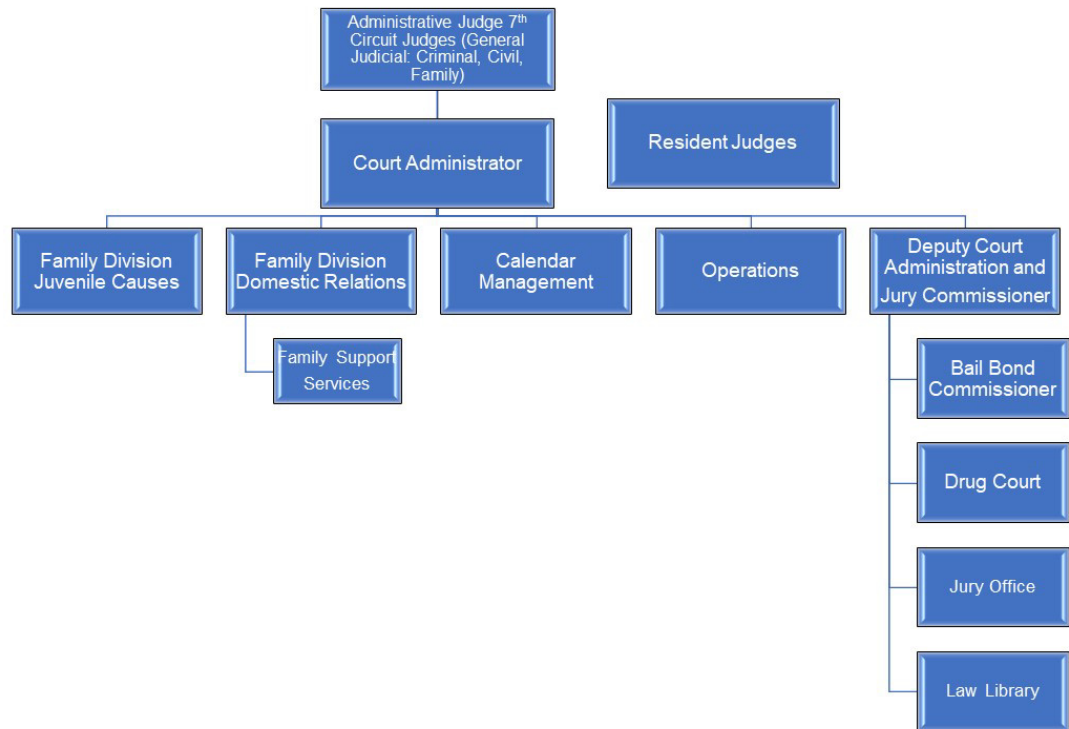 Administrative Judge 7th
Circuit Judges (General
Judicial: Criminal, Civil,
Family)
Court Administrator
Resident Judges
Family Division
Juvenile Causes
Family Division
Domestic Relations
Calendar
Management
Operations
Deputy Court
Administration and
Jury Commissioner
Family Support
Services
Bail Bond
Commissioner
Drug Court
Jury Office
Law Library